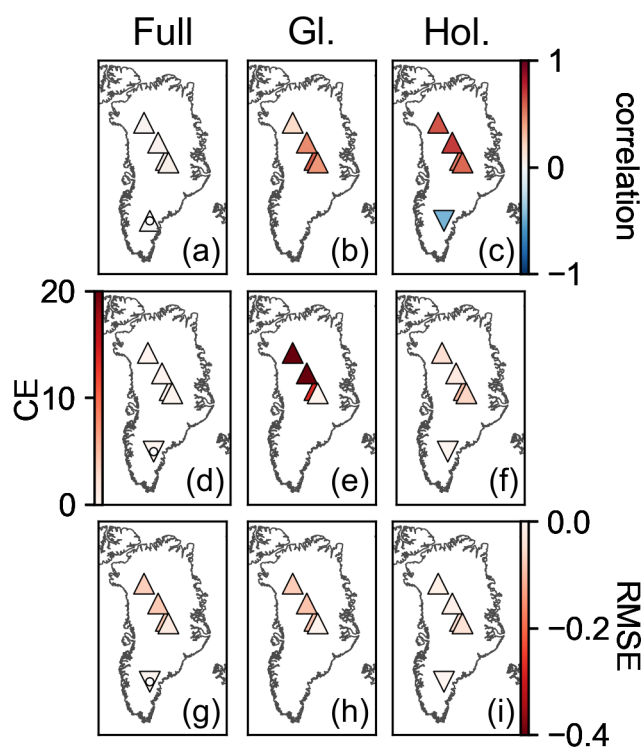 Full Gl. Hol.
1
0
−1
correlation
(a) (b) (c)
20
10
0
CE
(d) (e) (f)
0.0
−0.2
−0.4
RMSE
(g) (h) (i)